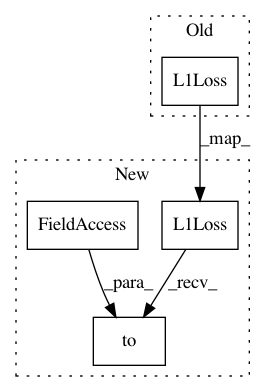 Old
L1Loss
_map_
New
FieldAccess
L1Loss
_para_
_recv_
to